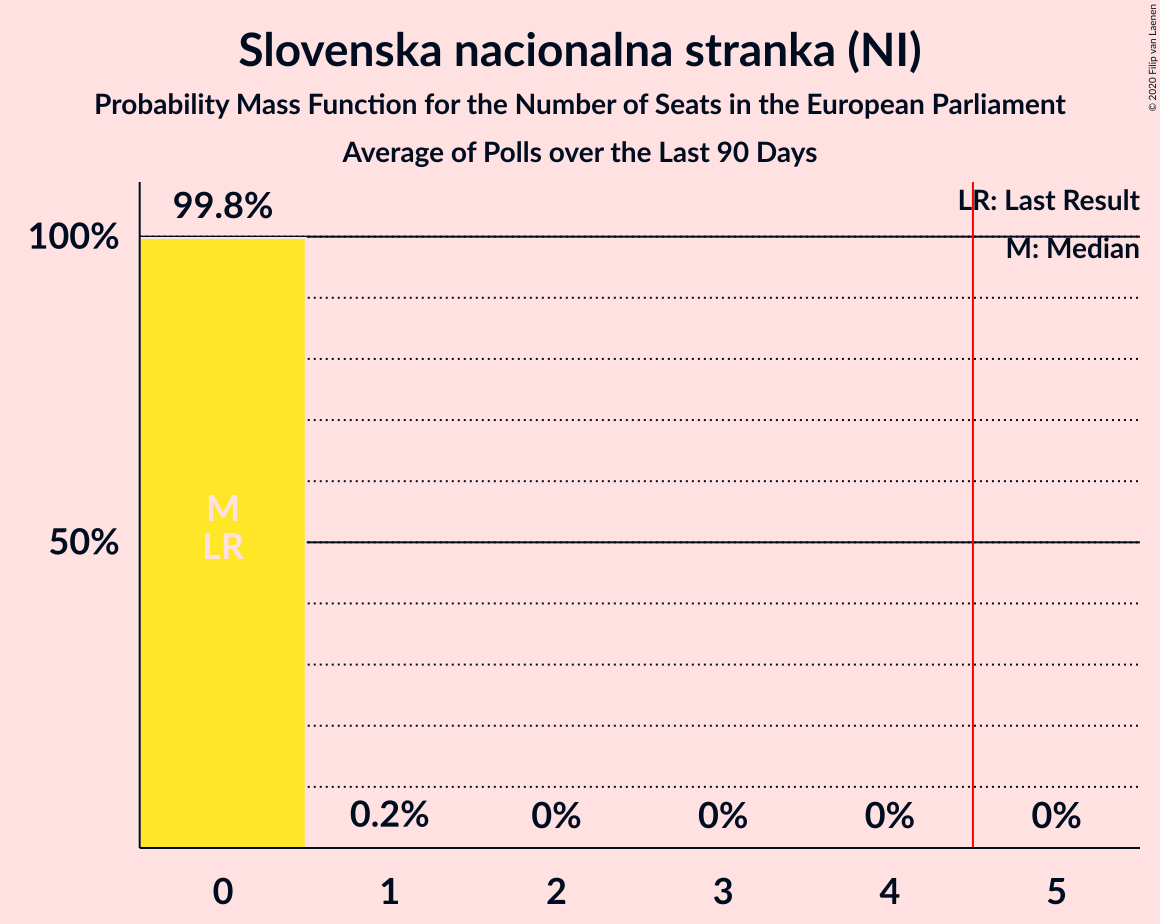 Slovenska nacionalna stranka (NI)
Probability Mass Function for the Number of Seats in the European Parliament
Average of Polls over the Last 90 Days
© 2020 Filip van Laenen
99.8%
LR: Last Result
100%
M: Median
M
LR
50%
0.2%
0%
0%
0%
0%
0
1
2
3
4
5